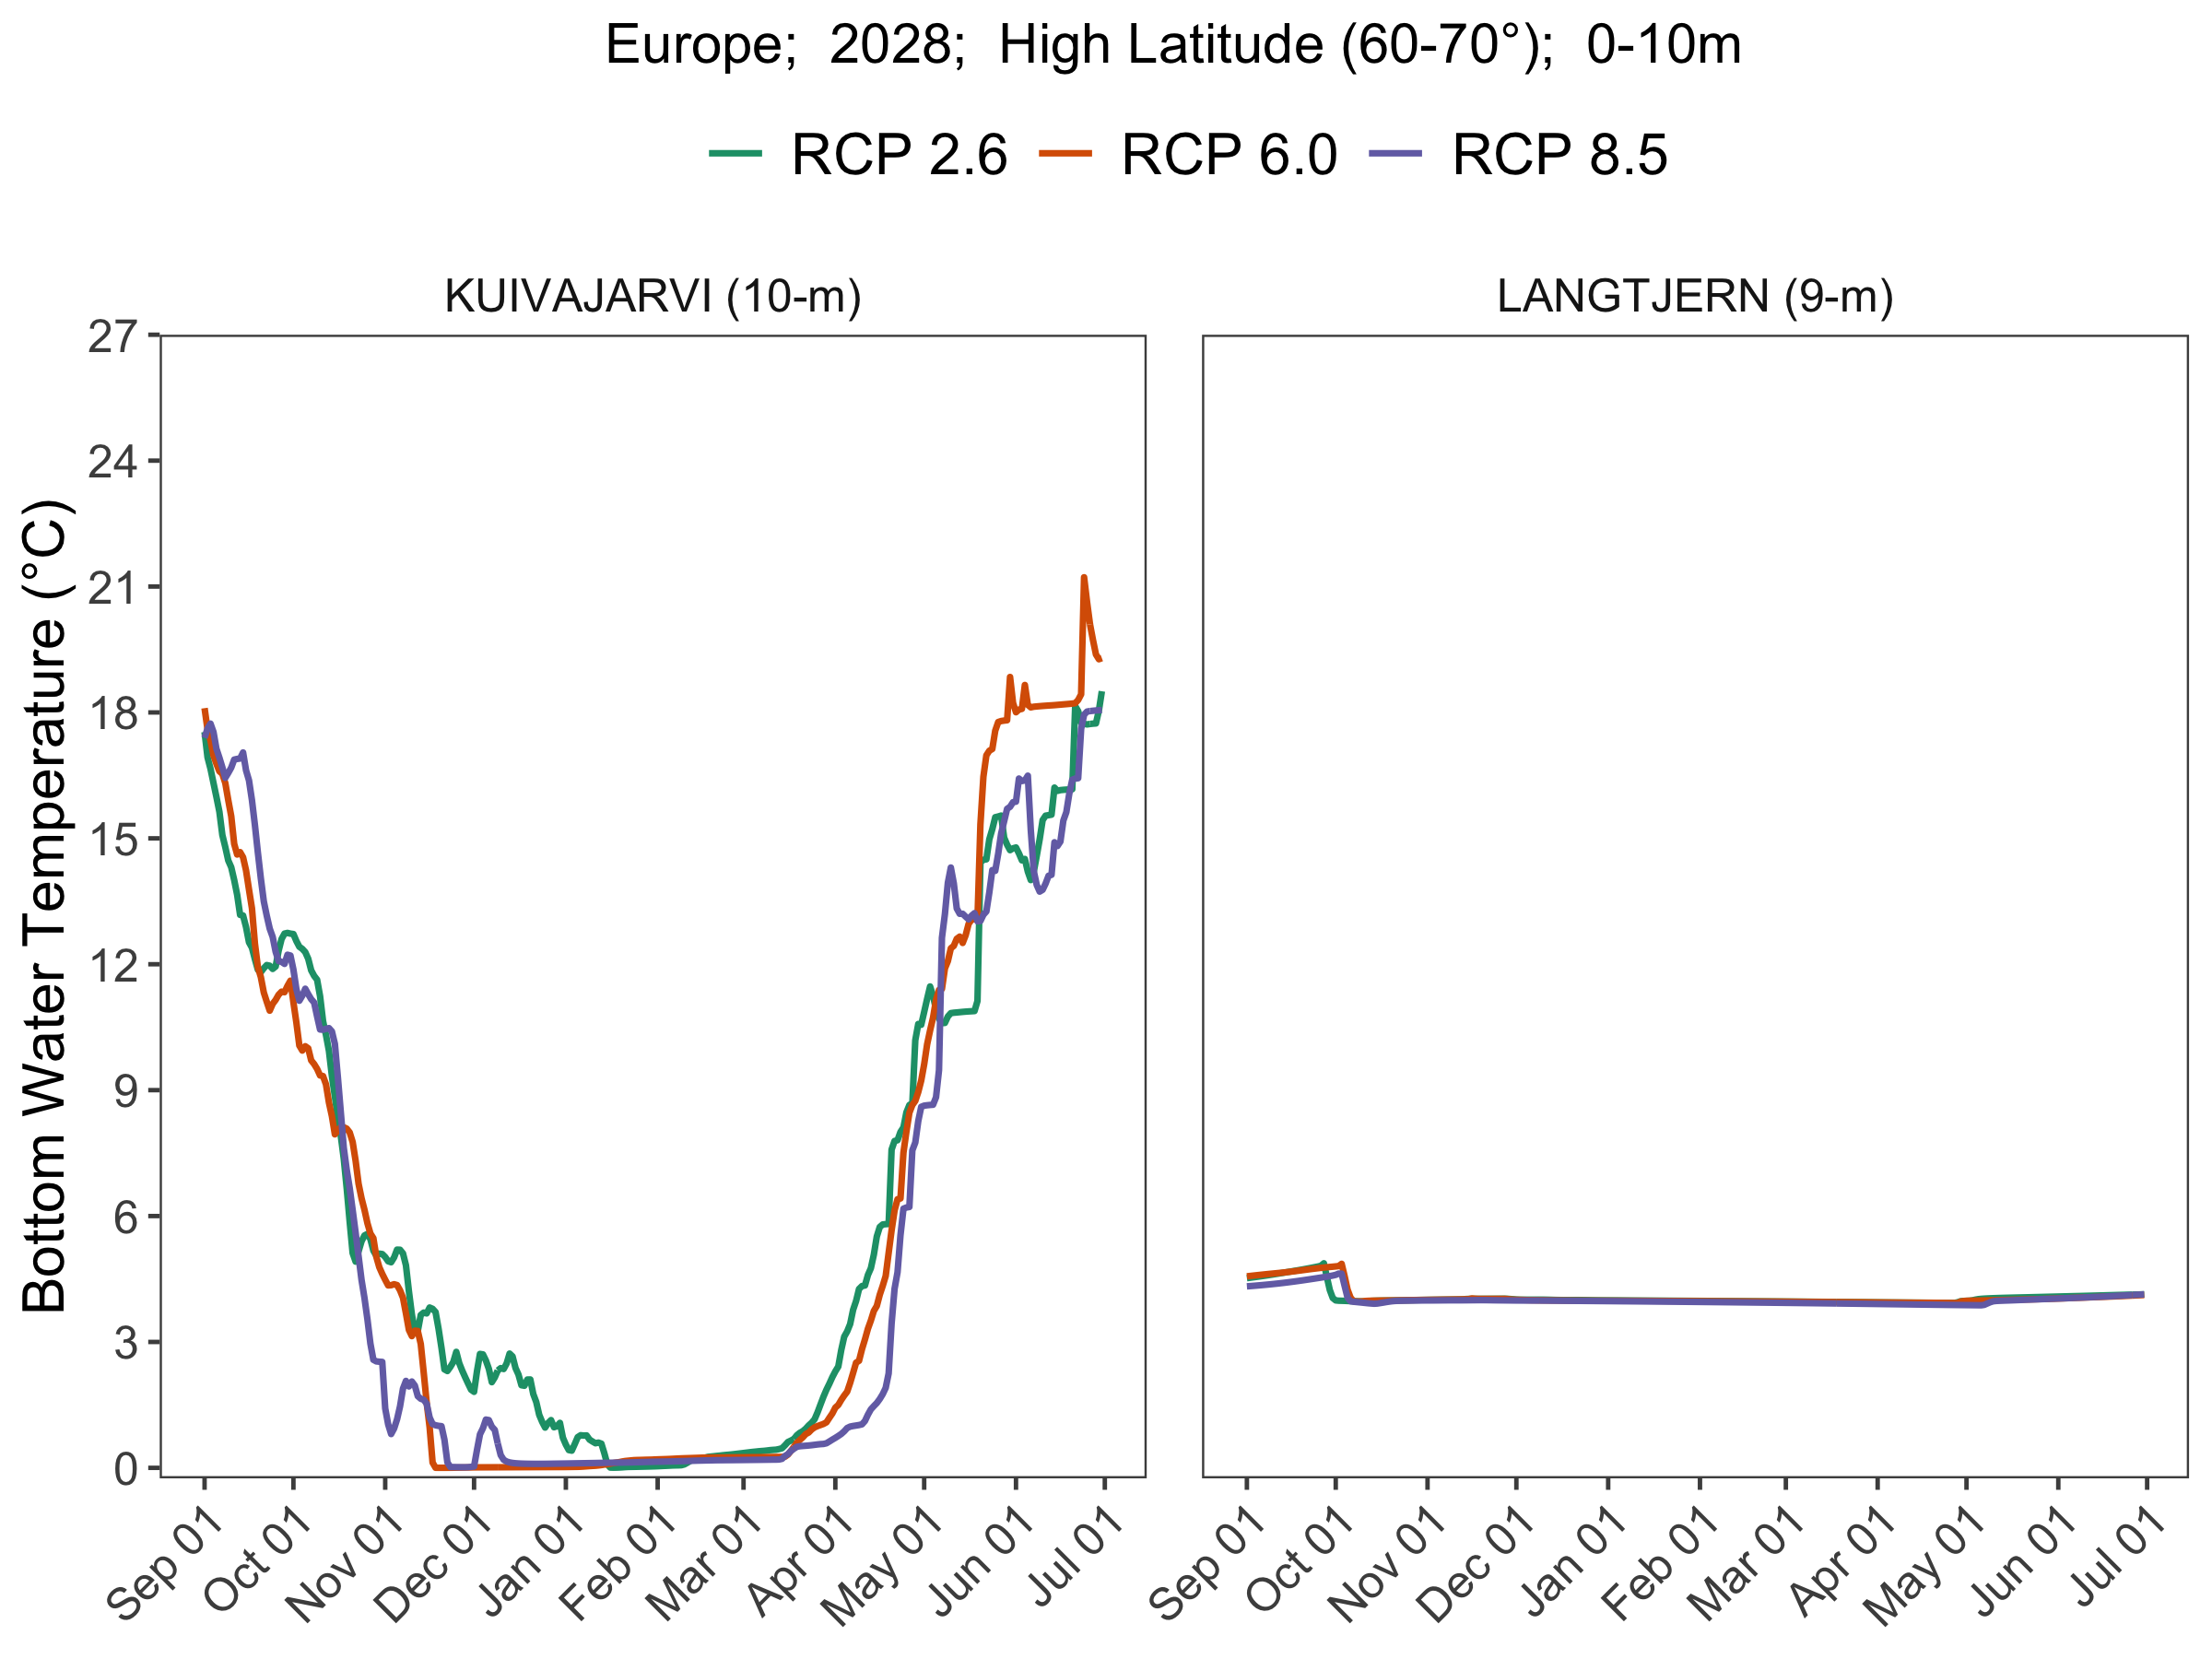 Europe;  2028;  High Latitude (60-70°);  0-10m
RCP 2.6 RCP 6.0 RCP 8.5
KUIVAJARVI (10-m)
LANGTJERN (9-m)
Bottom Water Temperature (°C)
27
24
21
18
15
12
9
6
3
0
Sep 01 Oct 01 Nov 01 Dec 01 Jan 01 Feb 01 Mar 01 Apr 01 May 01 Jun 01 Jul 01
Sep 01 Oct 01 Nov 01 Dec 01 Jan 01 Feb 01 Mar 01 Apr 01 May 01 Jun 01 Jul 01